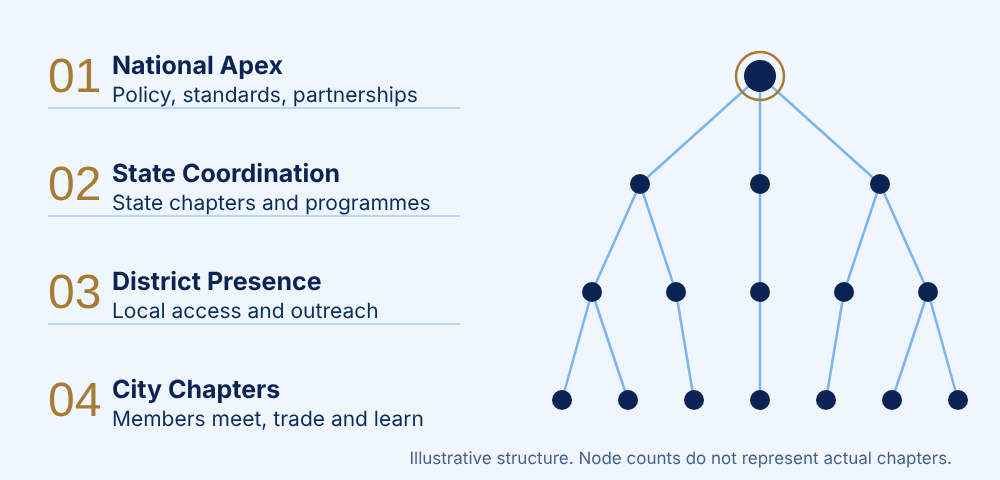 01 National Apex
Policy, standards, partnerships
02 State Coordination
State chapters and programmes
03 District Presence
Local access and outreach
04 City Chapters
Members meet, trade and learn
Illustrative structure. Node counts do not represent actual chapters.